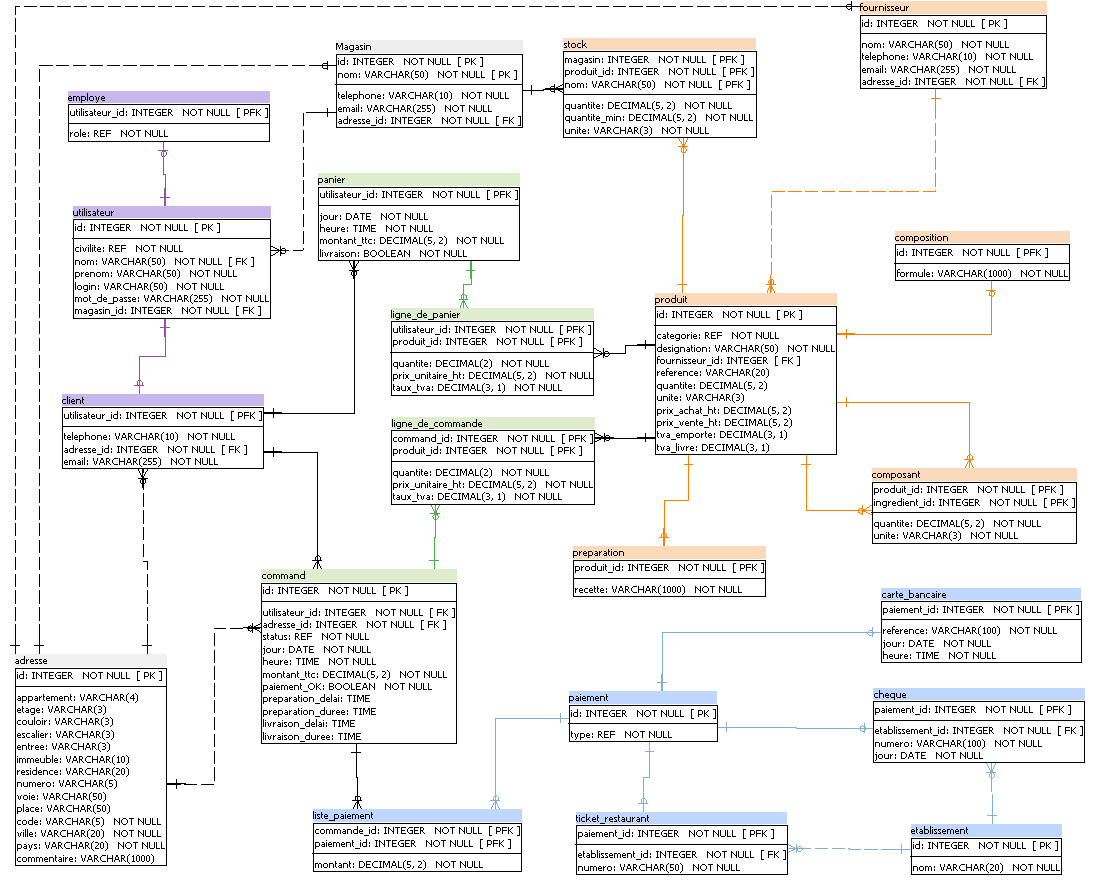 fournisseur
id: INTEGER NOT NULL [ PK ]
nom: VARCHAR(50) NOT NULL
telephone: VARCHAR(10) NOT NULL
email: VARCHAR(255) NOT NULL
adresse_id: INTEGER NOT NULL [ FK ]
Magasin
id: INTEGER NOT NULL [ PK ]
nom: VARCHAR(50) NOT NULL [ PK ]
telephone: VARCHAR(10) NOT NULL
email: VARCHAR(255) NOT NULL
adresse_id: INTEGER NOT NULL [ FK ]
stock
magasin: INTEGER NOT NULL [ PFK ]
produit_id: INTEGER NOT NULL [ PFK ]
nom: VARCHAR(50) NOT NULL [ PFK ]
quantite: DECIMAL(5, 2) NOT NULL
quantite_min: DECIMAL(5, 2) NOT NULL
unite: VARCHAR(3) NOT NULL
employe
utilisateur_id: INTEGER NOT NULL [ PFK ]
role: REF NOT NULL
utilisateur
id: INTEGER NOT NULL [ PK ]
civilite: REF NOT NULL
nom: VARCHAR(50) NOT NULL [ FK ]
prenom: VARCHAR(50) NOT NULL
login: VARCHAR(50) NOT NULL
mot_de_passe: VARCHAR(255) NOT NULL
magasin_id: INTEGER NOT NULL [ FK ]
panier
utilisateur_id: INTEGER NOT NULL [ PFK ]
jour: DATE NOT NULL
heure: TIME NOT NULL
montant_ttc: DECIMAL(5, 2) NOT NULL
livraison: BOOLEAN NOT NULL
composition
id: INTEGER NOT NULL [ PFK ]
formule: VARCHAR(1000) NOT NULL
ligne_de_panier
utilisateur_id: INTEGER NOT NULL [ PFK ]
produit_id: INTEGER NOT NULL [ PFK ]
quantite: DECIMAL(2) NOT NULL
prix_unitaire_ht: DECIMAL(5, 2) NOT NULL
taux_tva: DECIMAL(3, 1) NOT NULL
produit
id: INTEGER NOT NULL [ PK ]
categorie: REF NOT NULL
designation: VARCHAR(50) NOT NULL
fournisseur_id: INTEGER [ FK ]
reference: VARCHAR(20)
quantite: DECIMAL(5, 2)
unite: VARCHAR(3)
prix_achat_ht: DECIMAL(5, 2)
prix_vente_ht: DECIMAL(5, 2)
tva_emporte: DECIMAL(3, 1)
tva_livre: DECIMAL(3, 1)
client
utilisateur_id: INTEGER NOT NULL [ PFK ]
telephone: VARCHAR(10) NOT NULL
adresse_id: INTEGER NOT NULL [ FK ]
email: VARCHAR(255) NOT NULL
ligne_de_commande
command_id: INTEGER NOT NULL [ PFK ]
produit_id: INTEGER NOT NULL [ PFK ]
quantite: DECIMAL(2) NOT NULL
prix_unitaire_ht: DECIMAL(5, 2) NOT NULL
taux_tva: DECIMAL(3, 1) NOT NULL
composant
produit_id: INTEGER NOT NULL [ PFK ]
ingredient_id: INTEGER NOT NULL [ PFK ]
quantite: DECIMAL(5, 2) NOT NULL
unite: VARCHAR(3) NOT NULL
preparation
produit_id: INTEGER NOT NULL [ PFK ]
recette: VARCHAR(1000) NOT NULL
command
id: INTEGER NOT NULL [ PK ]
utilisateur_id: INTEGER NOT NULL [ FK ]
adresse_id: INTEGER NOT NULL [ FK ]
status: REF NOT NULL
jour: DATE NOT NULL
heure: TIME NOT NULL
montant_ttc: DECIMAL(5, 2) NOT NULL
paiement_OK: BOOLEAN NOT NULL
preparation_delai: TIME
preparation_duree: TIME
livraison_delai: TIME
livraison_duree: TIME
carte_bancaire
paiement_id: INTEGER NOT NULL [ PFK ]
reference: VARCHAR(100) NOT NULL
jour: DATE NOT NULL
heure: TIME NOT NULL
adresse
id: INTEGER NOT NULL [ PK ]
appartement: VARCHAR(4)
etage: VARCHAR(3)
couloir: VARCHAR(3)
escalier: VARCHAR(3)
entree: VARCHAR(3)
immeuble: VARCHAR(10)
residence: VARCHAR(20)
numero: VARCHAR(5)
voie: VARCHAR(50)
place: VARCHAR(50)
code: VARCHAR(5) NOT NULL
ville: VARCHAR(20) NOT NULL
pays: VARCHAR(20) NOT NULL
commentaire: VARCHAR(1000)
paiement
id: INTEGER NOT NULL [ PK ]
type: REF NOT NULL
cheque
paiement_id: INTEGER NOT NULL [ PFK ]
etablissement_id: INTEGER NOT NULL [ FK ]
numero: VARCHAR(100) NOT NULL
jour: DATE NOT NULL
liste_paiement
commande_id: INTEGER NOT NULL [ PFK ]
paiement_id: INTEGER NOT NULL [ PFK ]
montant: DECIMAL(5, 2) NOT NULL
ticket_restaurant
paiement_id: INTEGER NOT NULL [ PFK ]
etablissement_id: INTEGER NOT NULL [ FK ]
numero: VARCHAR(50) NOT NULL
etablissement
id: INTEGER NOT NULL [ PK ]
nom: VARCHAR(20) NOT NULL